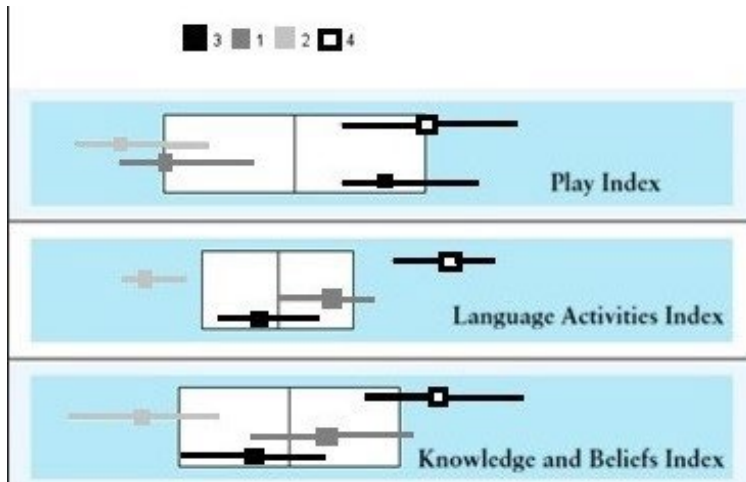 3 1 2 4
Play Index
Language Activities Index
Knowledge and Beliefs Index